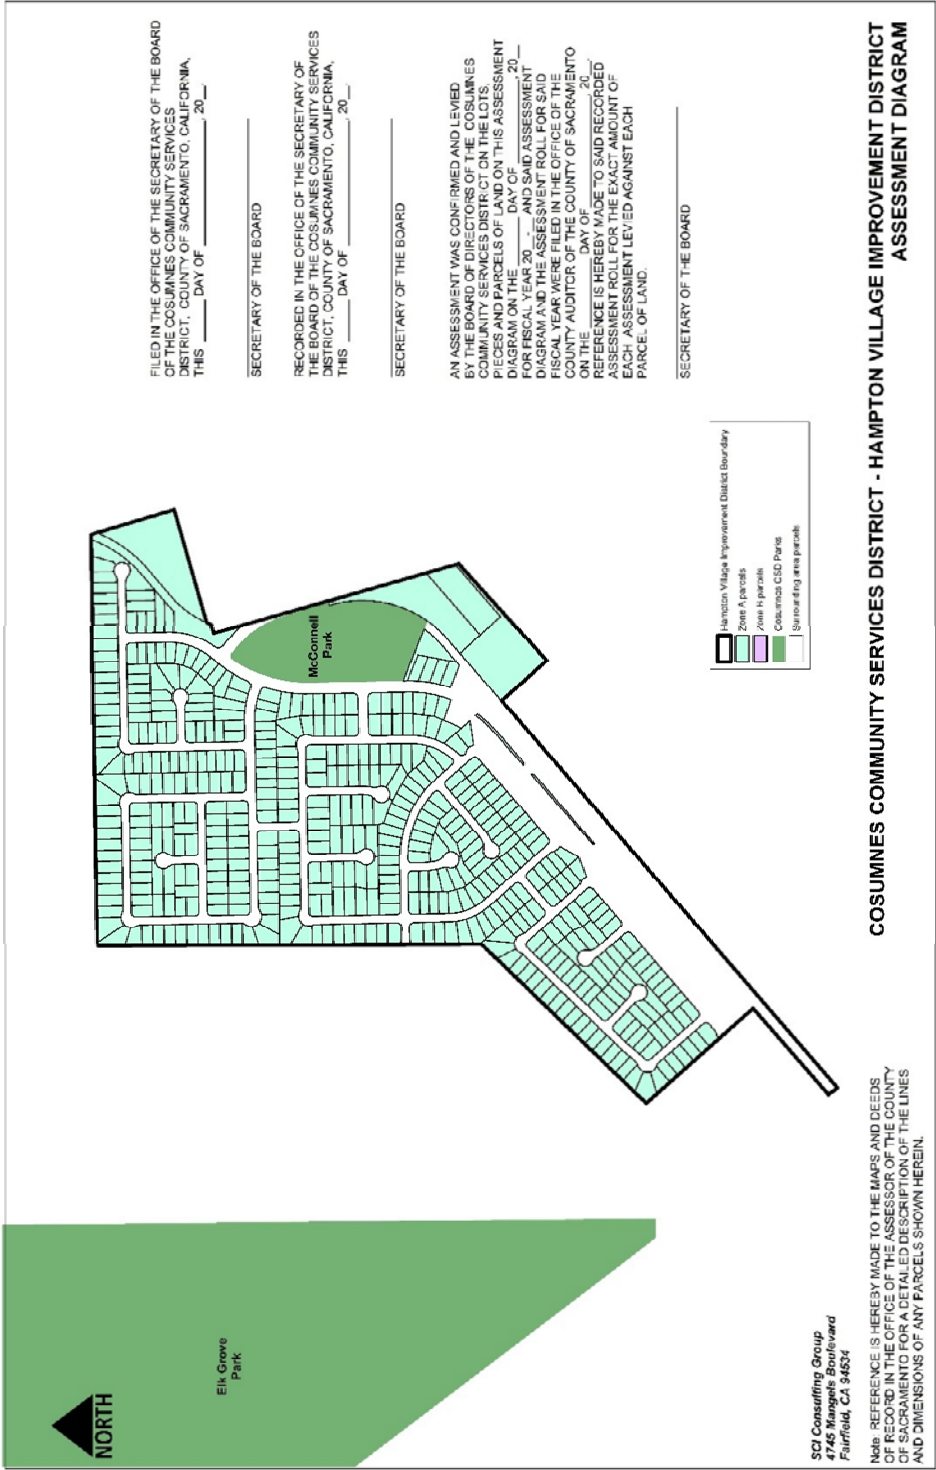 NORTH
Elk Grove
Park
McConnell
Park
FILED IN THE OFFICE OF THE SECRETARY OF THE BOARD
OF THE COSUMNES COMMUNITY SERVICES
DISTRICT, COUNTY OF SACRAMENTO, CALIFORNIA,
THIS ____ DAY OF __________, 20__.
SECRETARY OF THE BOARD
RECORDED IN THE OFFICE OF THE SECRETARY OF
THE BOARD OF THE COSUMNES COMMUNITY SERVICES
DISTRICT, COUNTY OF SACRAMENTO, CALIFORNIA,
THIS ____ DAY OF __________, 20__.
SECRETARY OF THE BOARD
AN ASSESSMENT WAS CONFIRMED AND LEVIED
BY THE BOARD OF DIRECTORS OF THE COSUMNES
COMMUNITY SERVICES DISTRICT ON THE LOTS,
PIECES AND PARCELS OF LAND ON THIS ASSESSMENT
DIAGRAM ON THE ____ DAY OF __________, 20__
FOR FISCAL YEAR 20__-__ AND SAID ASSESSMENT
DIAGRAM AND THE ASSESSMENT ROLL FOR SAID
FISCAL YEAR WERE FILED IN THE OFFICE OF THE
COUNTY AUDITOR OF THE COUNTY OF SACRAMENTO
ON THE ________ DAY OF __________, 20__.
REFERENCE IS HEREBY MADE TO SAID RECORDED
ASSESSMENT ROLL FOR THE EXACT AMOUNT OF
EACH ASSESSMENT LEVIED AGAINST EACH
PARCEL OF LAND.
SECRETARY OF THE BOARD
Hampton Village Improvement District Boundary
Zone A parcels
Zone B parcels
Cosumnes CSD Parks
Surrounding area parcels
SCI Consulting Group
4745 Mangels Boulevard
Fairfield, CA 94534
Note: REFERENCE IS HEREBY MADE TO THE MAPS AND DEEDS
OF RECORD IN THE OFFICE OF THE ASSESSOR OF THE COUNTY
OF SACRAMENTO FOR A DETAILED DESCRIPTION OF THE LINES
AND DIMENSIONS OF ANY PARCELS SHOWN HEREIN.
COSUMNES COMMUNITY SERVICES DISTRICT - HAMPTON VILLAGE IMPROVEMENT DISTRICT
ASSESSMENT DIAGRAM